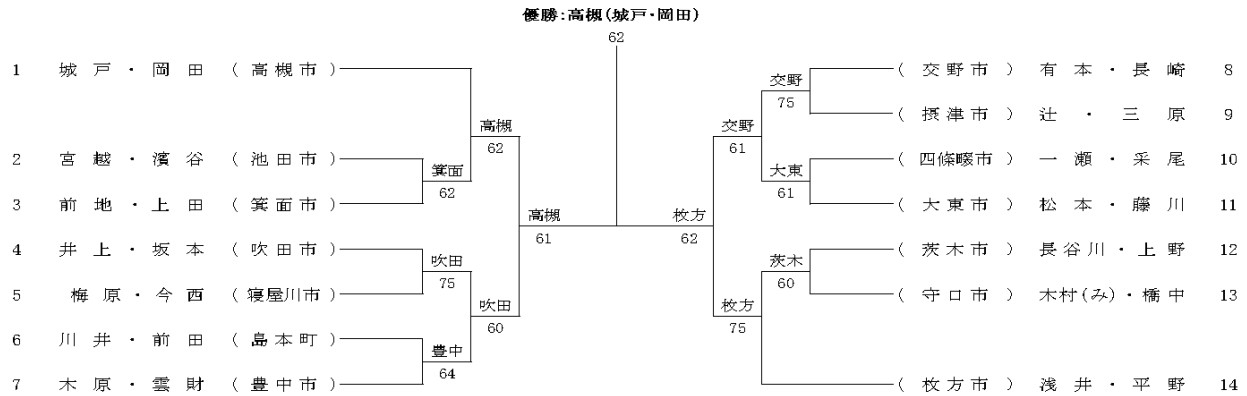 優勝:高槻(城戸・岡田)
62
1 城戸・岡田 (高槻市)
高槻
62
2 宮越・濱谷 (池田市)
箕面
62
3 前地・上田 (箕面市)
高槻
61
4 井上・坂本 (吹田市)
吹田
75
5 梅原・今西 (寝屋川市)
吹田
60
6 川井・前田 (島本町)
豊中
64
7 木原・雲財 (豊中市)
交野
75
(交野市) 有本・長崎 8
(摂津市) 辻・三原 9
交野
61
(四條畷市) 一瀬・采尾 10
大東
61
(大東市) 松本・藤川 11
枚方
62
(茨木市) 長谷川・上野 12
茨木
60
(守口市) 木村(み)・橋中 13
枚方
75
(枚方市) 浅井・平野 14